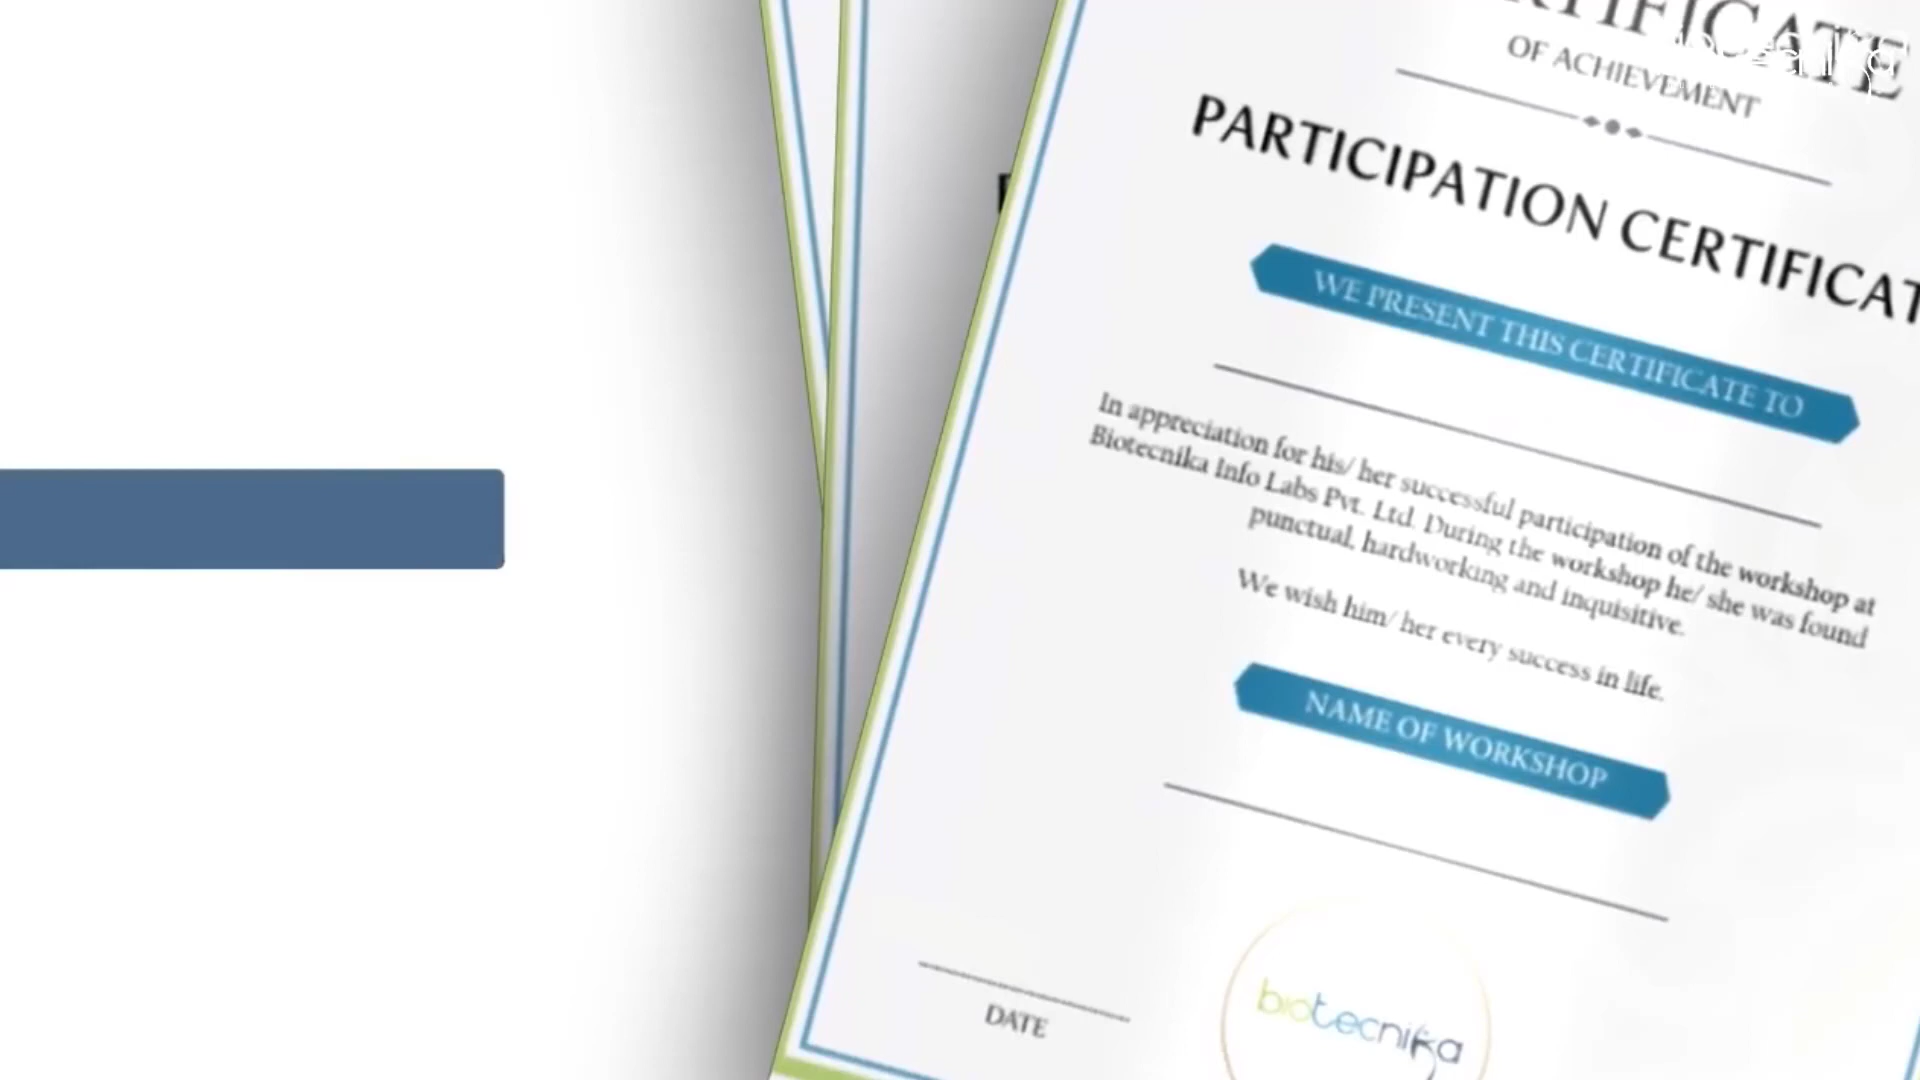 OF ACHIEVEMENT
PARTICIPATION
WE PRESENT THIS CERTIFICATE TO
In appreciation for his/ her successful participation of the workshop at
Biotecnika Info Labs Pvt. Ltd. During the workshop he/ she was found
punctual, hardworking and inquisitive.
We wish him/ her every success in life.
NAME OF WORKSHOP
DATE
biotecnika